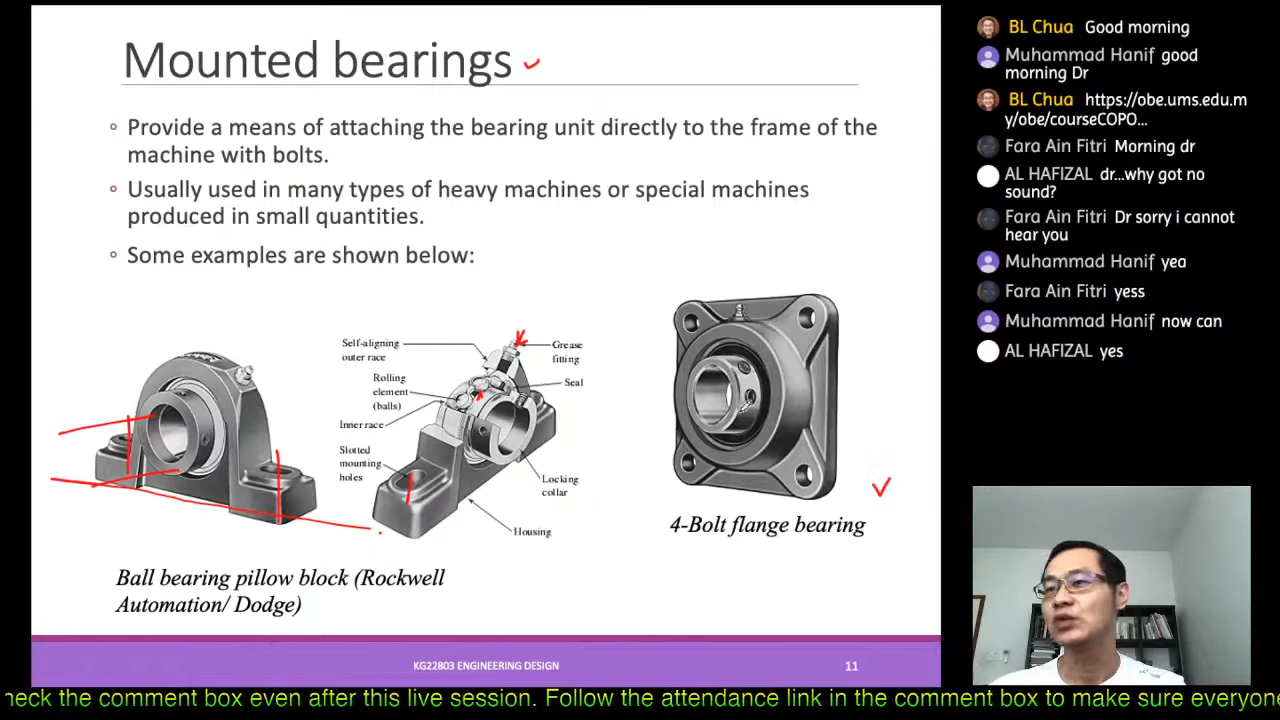 Mounted bearings
Provide a means of attaching the bearing unit directly to the frame of the
machine with bolts.
Usually used in many types of heavy machines or special machines
produced in small quantities.
Some examples are shown below:
Self-aligning
outer race
Rolling
element
(balls)
Inner race
Slotted
mounting
holes
Grease
fitting
Seal
Locking
collar
Housing
4-Bolt flange bearing
Ball bearing pillow block (Rockwell
Automation/ Dodge)
KG22803 ENGINEERING DESIGN
11
BL Chua Good morning
Muhammad Hanif good
morning Dr
BL Chua https://obe.ums.edu.m
y/obe/courseCOPO...
Fara Ain Fitri Morning dr
AL HAFIZAL dr...why got no
sound?
Fara Ain Fitri Dr sorry i cannot
hear you
Muhammad Hanif yea
Fara Ain Fitri yess
Muhammad Hanif now can
AL HAFIZAL yes
heck the comment box even after this live session. Follow the attendance link in the comment box to make sure everyone